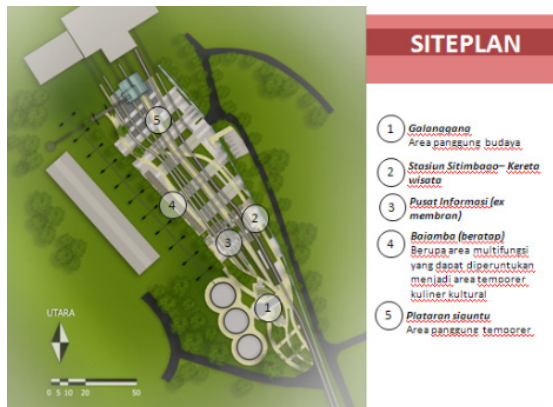 SITEPLAN
1
Galanggang
Area panggung budaya
2
Stasiun Sitimbago– Kereta
wisata
3
Pusat Informasi (ex
membran)
4
Bajamba (beratap)
Berupa area multifungsi
yang dapat diperuntukan
menjadi area temporer
kuliner kultural
5
Plataran siguntu
Area panggung temporer
5
4
2
3
1
UTARA
0 5 10 20 50